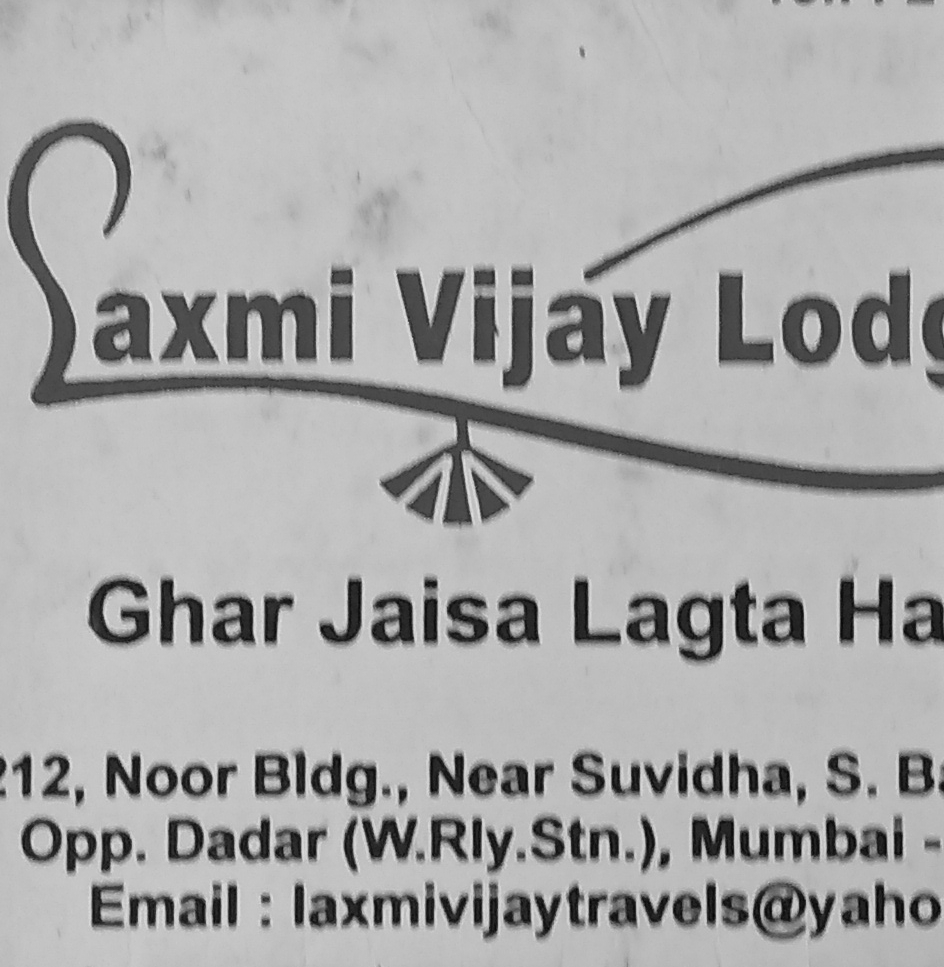 Laxmi Vijay Lodg
Ghar Jaisa Lagta Ha
212, Noor Bldg., Near Suvidha, S. Ba
Opp. Dadar (W.Rly.Stn.), Mumbai -
Email : laxmivijaytravels@yaho